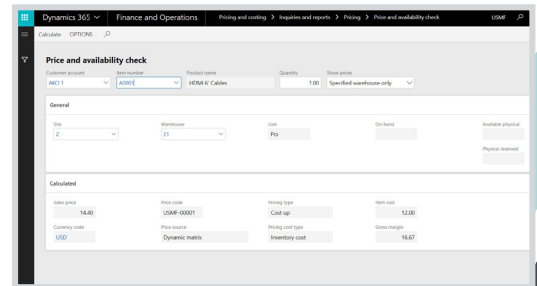 Dynamics 365 Finance and Operations Pricing and costing > Inquiries and reports > Pricing > Price and availability check USMF
Calculate OPTIONS
Price and availability check
Customer account Item number Product name Quantity Show prices
AKCI 1 A0001 HDMI 6' Cables 1.00 Specified warehouse only
General
Site Warehouse Unit On-hand Available physical
2 21 Pcs
Physical reserved
Calculated
Sales price Price code Pricing type Item cost
14.40 USMF-00001 Cost up 12.00
Currency code Price source Pricing cost type Gross margin
USD Dynamic matrix Inventory cost 16.67